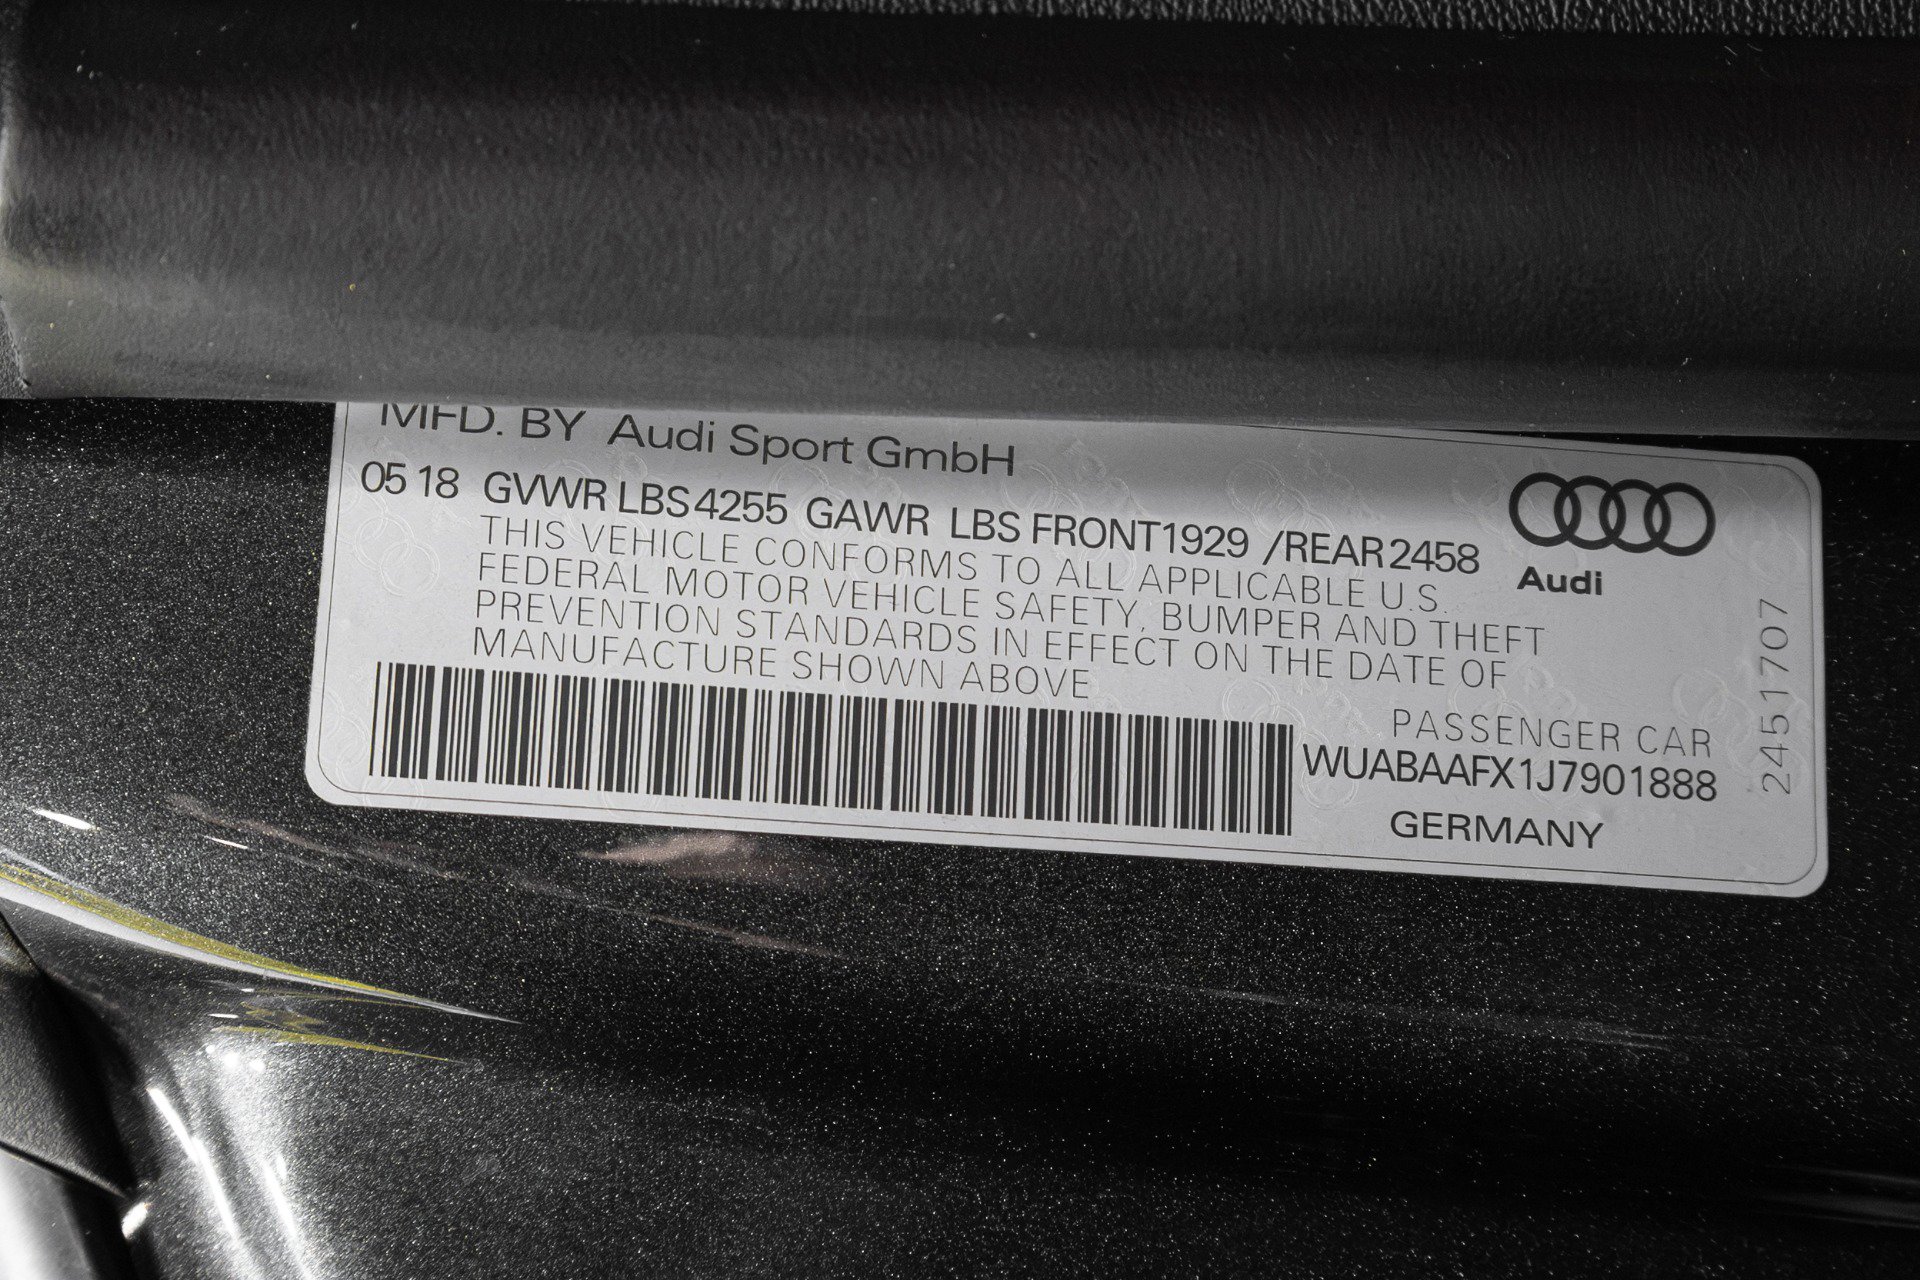 MFD. BY Audi Sport GmbH
05 18 GVWR LBS 4255 GAWR LBS FRONT 1929 /REAR 2458
THIS VEHICLE CONFORMS TO ALL APPLICABLE U.S.
FEDERAL MOTOR VEHICLE SAFETY, BUMPER AND THEFT
PREVENTION STANDARDS IN EFFECT ON THE DATE OF
MANUFACTURE SHOWN ABOVE
Audi
PASSENGER CAR
WUABAAFX1J7901888
GERMANY
2451707